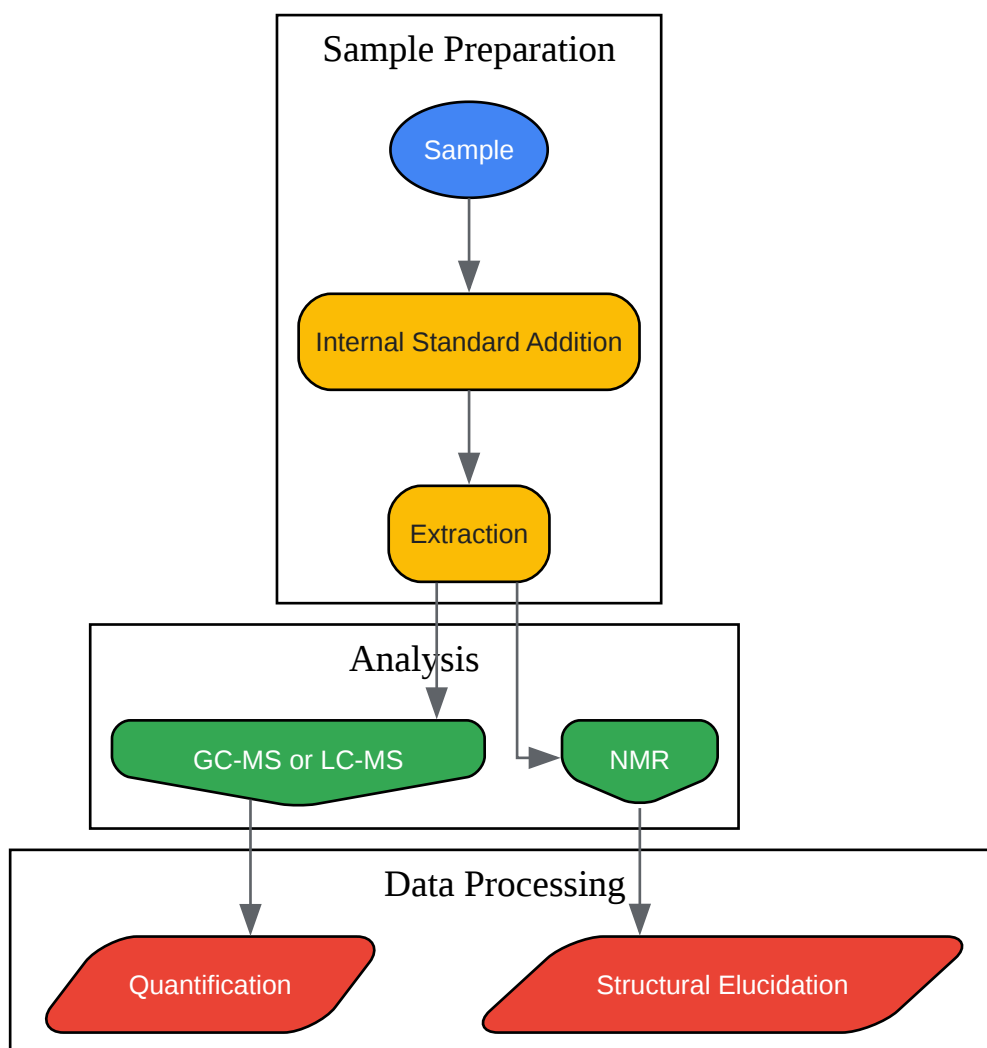 Sample Preparation
Sample
Internal Standard Addition
Extraction
Analysis
GC-MS or LC-MS
NMR
Data Processing
Quantification
Structural Elucidation